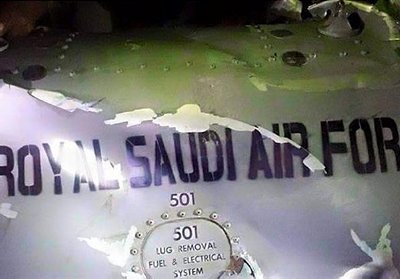 ROYAL SAUDI AIR FOR
501
501
LUG REMOVAL
FUEL & ELECTRICAL
SYSTEM